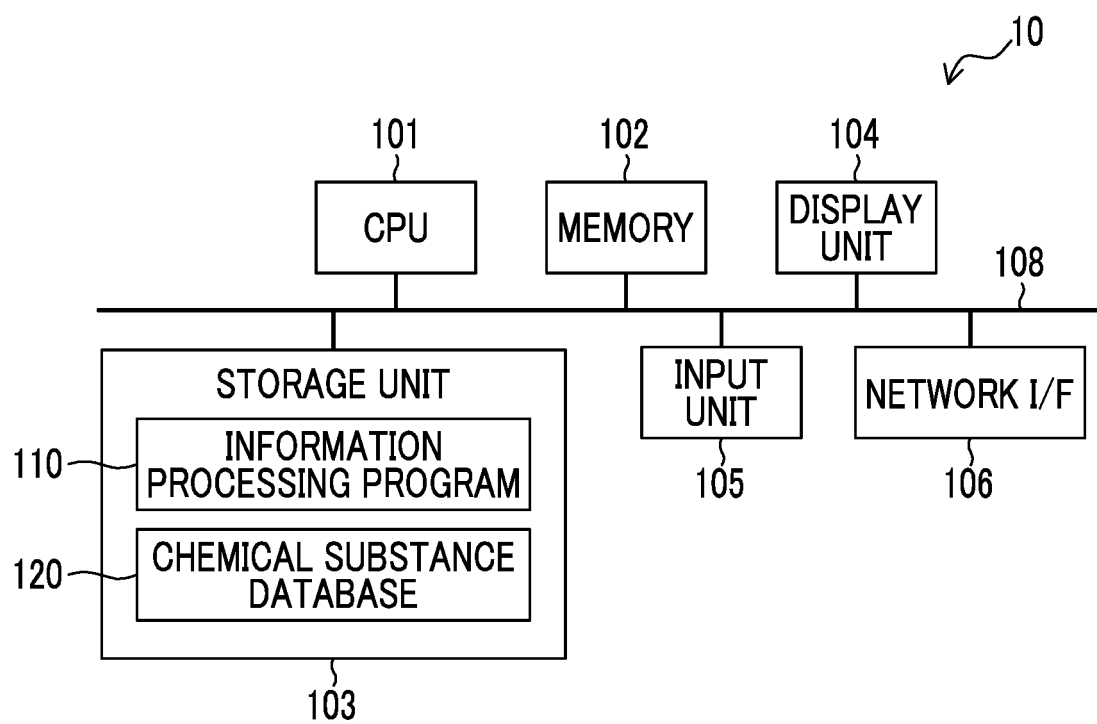 10
101
102
104
CPU
MEMORY
DISPLAY
UNIT
108
STORAGE UNIT
INPUT
UNIT
NETWORK I/F
110
INFORMATION
PROCESSING PROGRAM
105
106
120
CHEMICAL SUBSTANCE
DATABASE
103